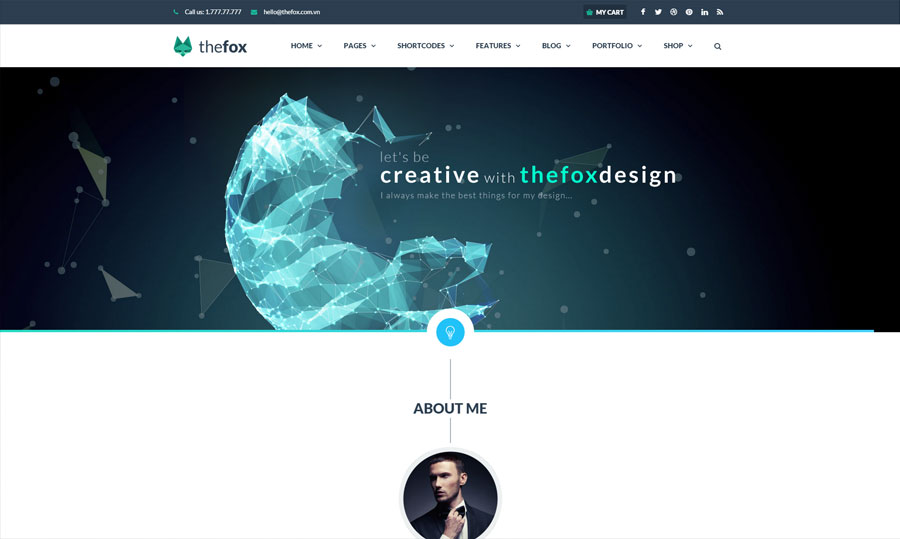 Call us: 1.777.77.777 hello@thefox.com.vn MY CART
thefox HOME PAGES SHORTCODES FEATURES BLOG PORTFOLIO SHOP
let's be
creative with thefoxdesign
I always make the best things for my design...
ABOUT ME